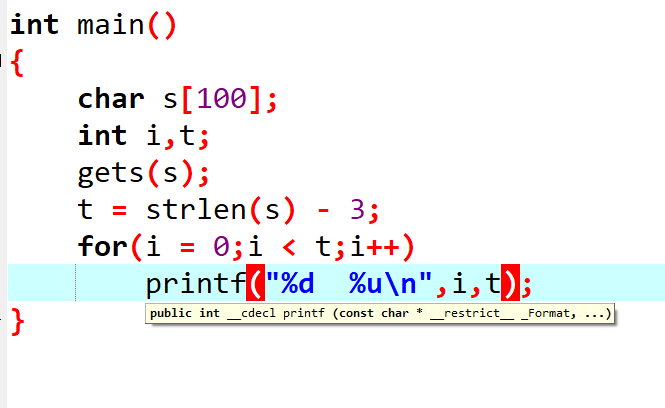 int main()
{
char s[100];
int i,t;
gets(s);
t = strlen(s) - 3;
for(i = 0;i < t;i++)
printf("%d  %u\n",i,t);
public int __cdecl printf (const char * __restrict__ _Format, ...)
}